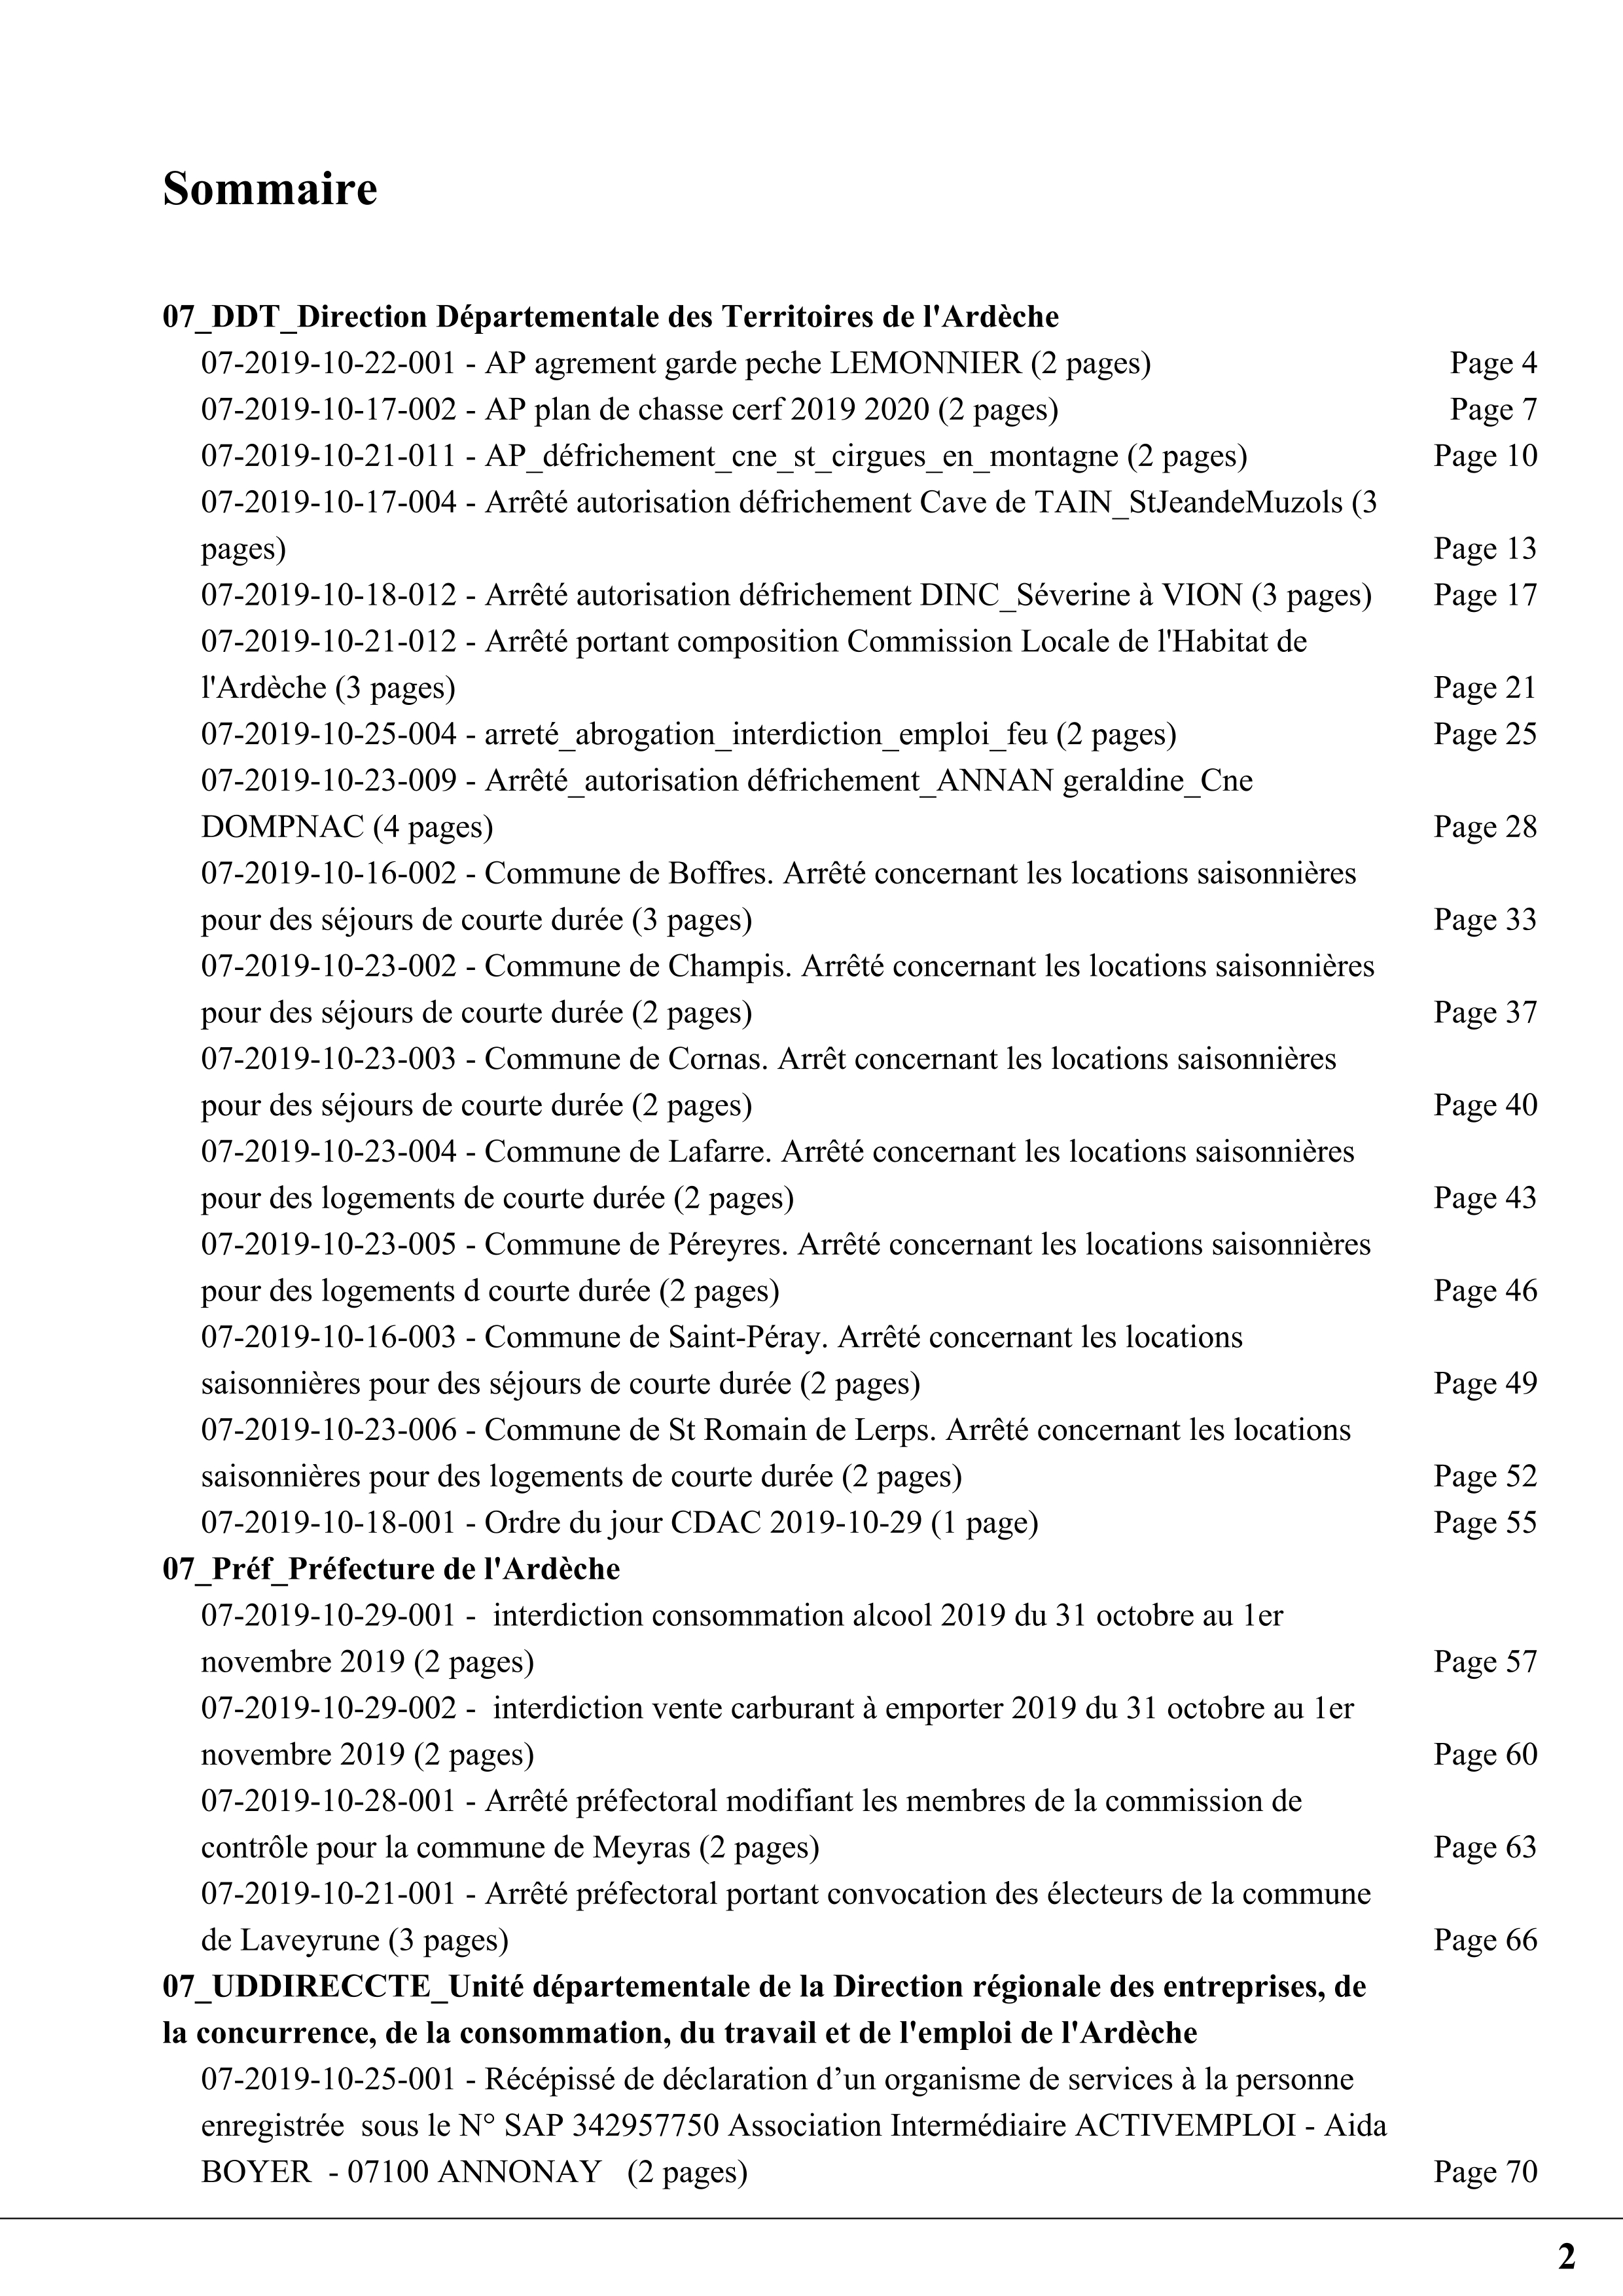 Sommaire
07_DDT_Direction Départementale des Territoires de l'Ardèche
07-2019-10-22-001 - AP agrement garde peche LEMONNIER (2 pages) Page 4
07-2019-10-17-002 - AP plan de chasse cerf 2019 2020 (2 pages) Page 7
07-2019-10-21-011 - AP_défrichement_cne_st_cirgues_en_montagne (2 pages) Page 10
07-2019-10-17-004 - Arrêté autorisation défrichement Cave de TAIN_StJeandeMuzols (3
pages) Page 13
07-2019-10-18-012 - Arrêté autorisation défrichement DINC_Séverine à VION (3 pages) Page 17
07-2019-10-21-012 - Arrêté portant composition Commission Locale de l'Habitat de
l'Ardèche (3 pages) Page 21
07-2019-10-25-004 - arreté_abrogation_interdiction_emploi_feu (2 pages) Page 25
07-2019-10-23-009 - Arrêté_autorisation défrichement_ANNAN geraldine_Cne
DOMPNAC (4 pages) Page 28
07-2019-10-16-002 - Commune de Boffres. Arrêté concernant les locations saisonnières
pour des séjours de courte durée (3 pages) Page 33
07-2019-10-23-002 - Commune de Champis. Arrêté concernant les locations saisonnières
pour des séjours de courte durée (2 pages) Page 37
07-2019-10-23-003 - Commune de Cornas. Arrêt concernant les locations saisonnières
pour des séjours de courte durée (2 pages) Page 40
07-2019-10-23-004 - Commune de Lafarre. Arrêté concernant les locations saisonnières
pour des logements de courte durée (2 pages) Page 43
07-2019-10-23-005 - Commune de Péreyres. Arrêté concernant les locations saisonnières
pour des logements d courte durée (2 pages) Page 46
07-2019-10-16-003 - Commune de Saint-Péray. Arrêté concernant les locations
saisonnières pour des séjours de courte durée (2 pages) Page 49
07-2019-10-23-006 - Commune de St Romain de Lerps. Arrêté concernant les locations
saisonnières pour des logements de courte durée (2 pages) Page 52
07-2019-10-18-001 - Ordre du jour CDAC 2019-10-29 (1 page) Page 55
07_Préf_Préfecture de l'Ardèche
07-2019-10-29-001 -  interdiction consommation alcool 2019 du 31 octobre au 1er
novembre 2019 (2 pages) Page 57
07-2019-10-29-002 -  interdiction vente carburant à emporter 2019 du 31 octobre au 1er
novembre 2019 (2 pages) Page 60
07-2019-10-28-001 - Arrêté préfectoral modifiant les membres de la commission de
contrôle pour la commune de Meyras (2 pages) Page 63
07-2019-10-21-001 - Arrêté préfectoral portant convocation des électeurs de la commune
de Laveyrune (3 pages) Page 66
07_UDDIRECCTE_Unité départementale de la Direction régionale des entreprises, de
la concurrence, de la consommation, du travail et de l'emploi de l'Ardèche
07-2019-10-25-001 - Récépissé de déclaration d’un organisme de services à la personne
enregistrée  sous le N° SAP 342957750 Association Intermédiaire ACTIVEMPLOI - Aida
BOYER  - 07100 ANNONAY   (2 pages) Page 70
2